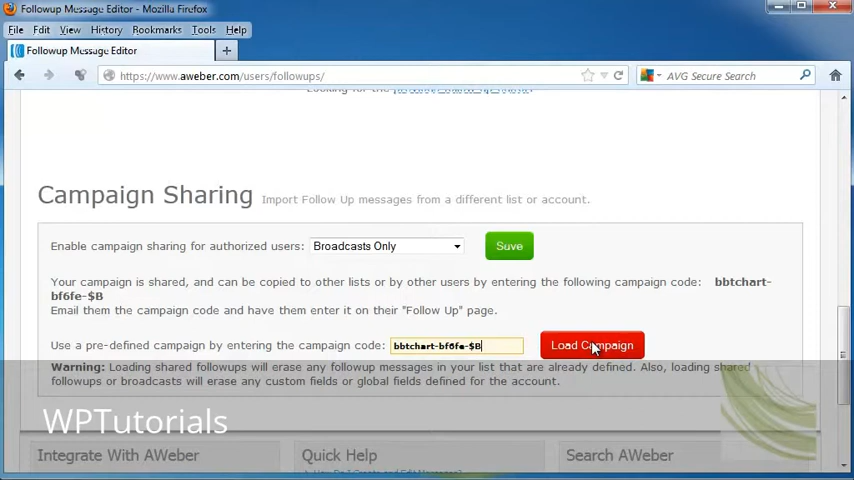 Followup Message Editor - Mozilla Firefox
File Edit View History Bookmarks Tools Help
Followup Message Editor
https://www.aweber.com/users/followups/
AVG Secure Search
Looking for the
Campaign Sharing Import Follow Up messages from a different list or account.
Enable campaign sharing for authorized users: Broadcasts Only Save
Your campaign is shared, and can be copied to other lists or by other users by entering the following campaign code: bbtchart-
bf6fe-$B
Email them the campaign code and have them enter it on their "Follow Up" page.
Use a pre-defined campaign by entering the campaign code: bbtchart-bf6fe-$B Load Campaign
Warning: Loading shared followups will erase any followup messages in your list that are already defined. Also, loading shared
followups or broadcasts will erase any custom fields or global fields defined for the account.
WPTutorials
Integrate With AWeber Quick Help Search AWeber